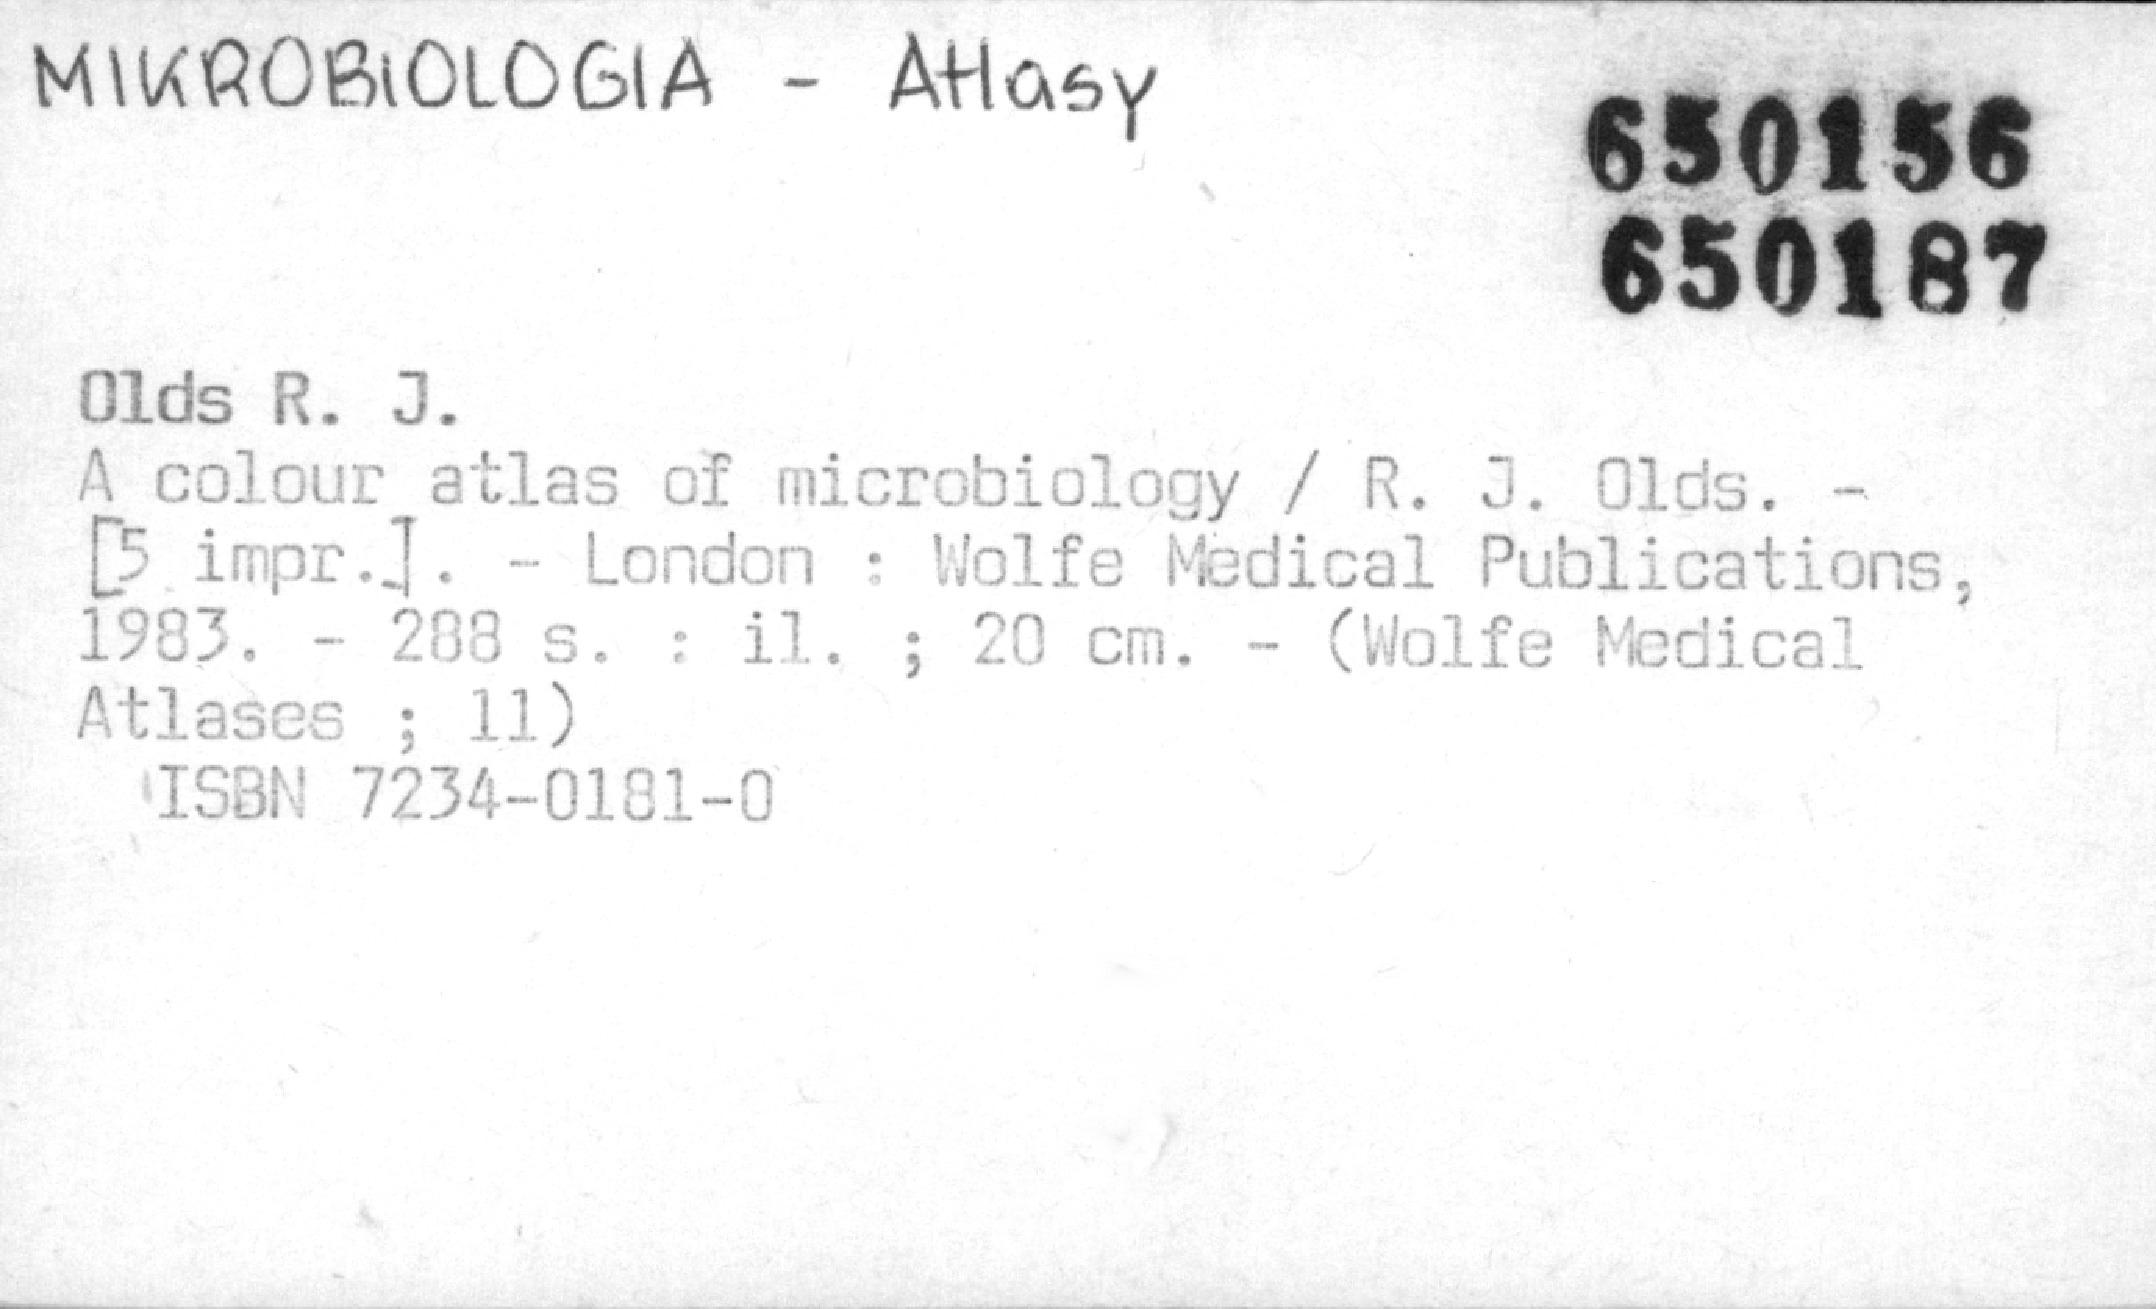 MIKROBIOLOGIA - Atlasy
650156
650187
Olds R. J.
A colour atlas of microbiology / R. J. Olds. -
[5 impr.]. - London : Wolfe Medical Publications,
1983. - 288 s. : il. ; 20 cm. - (Wolfe Medical
Atlases ; 11)
ISBN 7234-0181-0